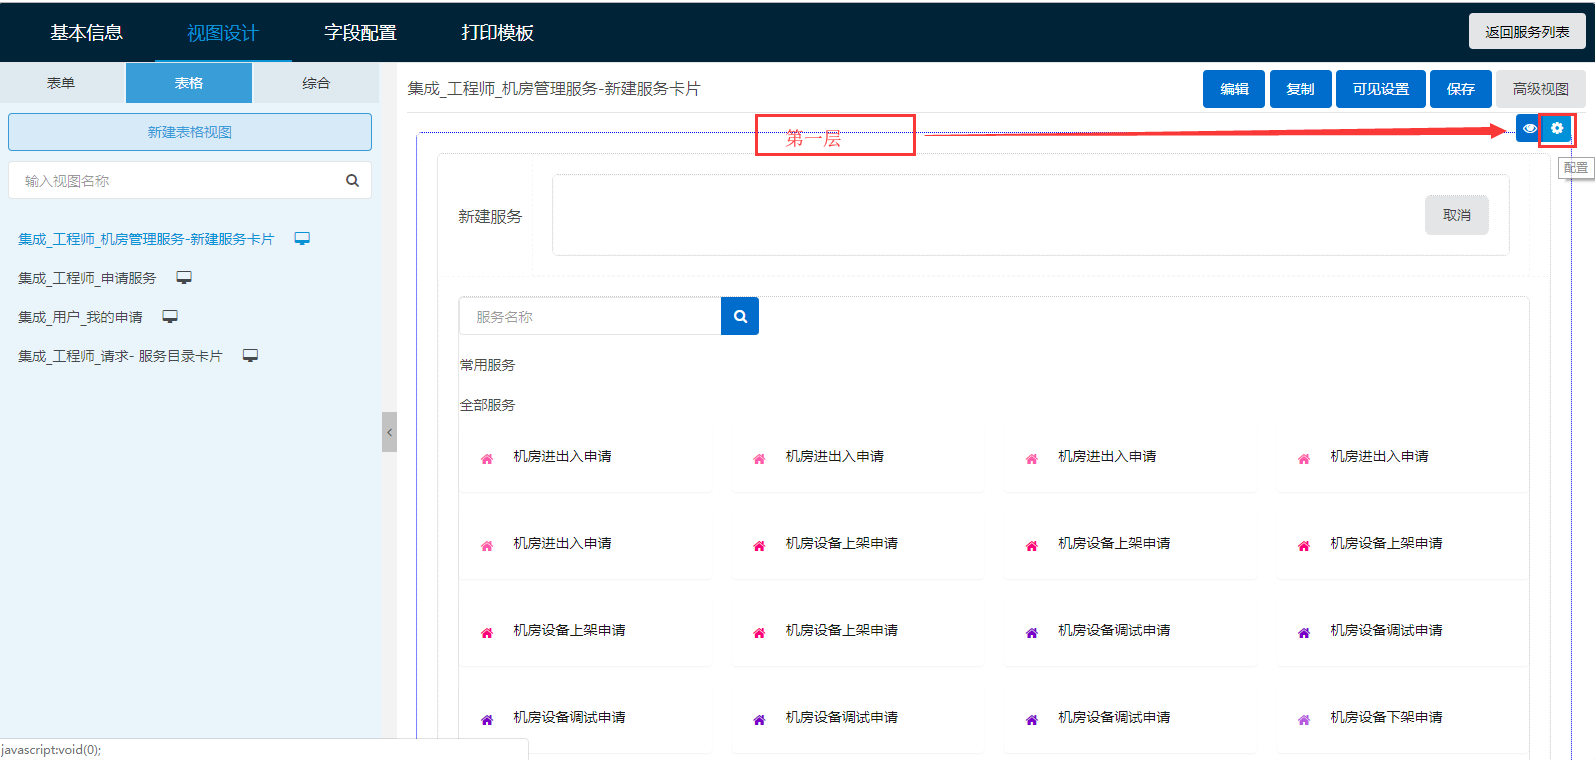 基本信息 视图设计 字段配置 打印模板 返回服务列表
表单 表格 综合
新建表格视图
输入视图名称
集成_工程师_机房管理服务-新建服务卡片
集成_工程师_申请服务
集成_用户_我的申请
集成_工程师_请求- 服务目录卡片
集成_工程师_机房管理服务-新建服务卡片 编辑 复制 可见设置 保存 高级视图
第一层
配置
新建服务 取消
服务名称
常用服务
全部服务
机房进出入申请 机房进出入申请 机房进出入申请 机房进出入申请
机房进出入申请 机房设备上架申请 机房设备上架申请 机房设备上架申请
机房设备上架申请 机房设备上架申请 机房设备调试申请 机房设备调试申请
机房设备调试申请 机房设备调试申请 机房设备调试申请 机房设备下架申请
javascript:void(0);